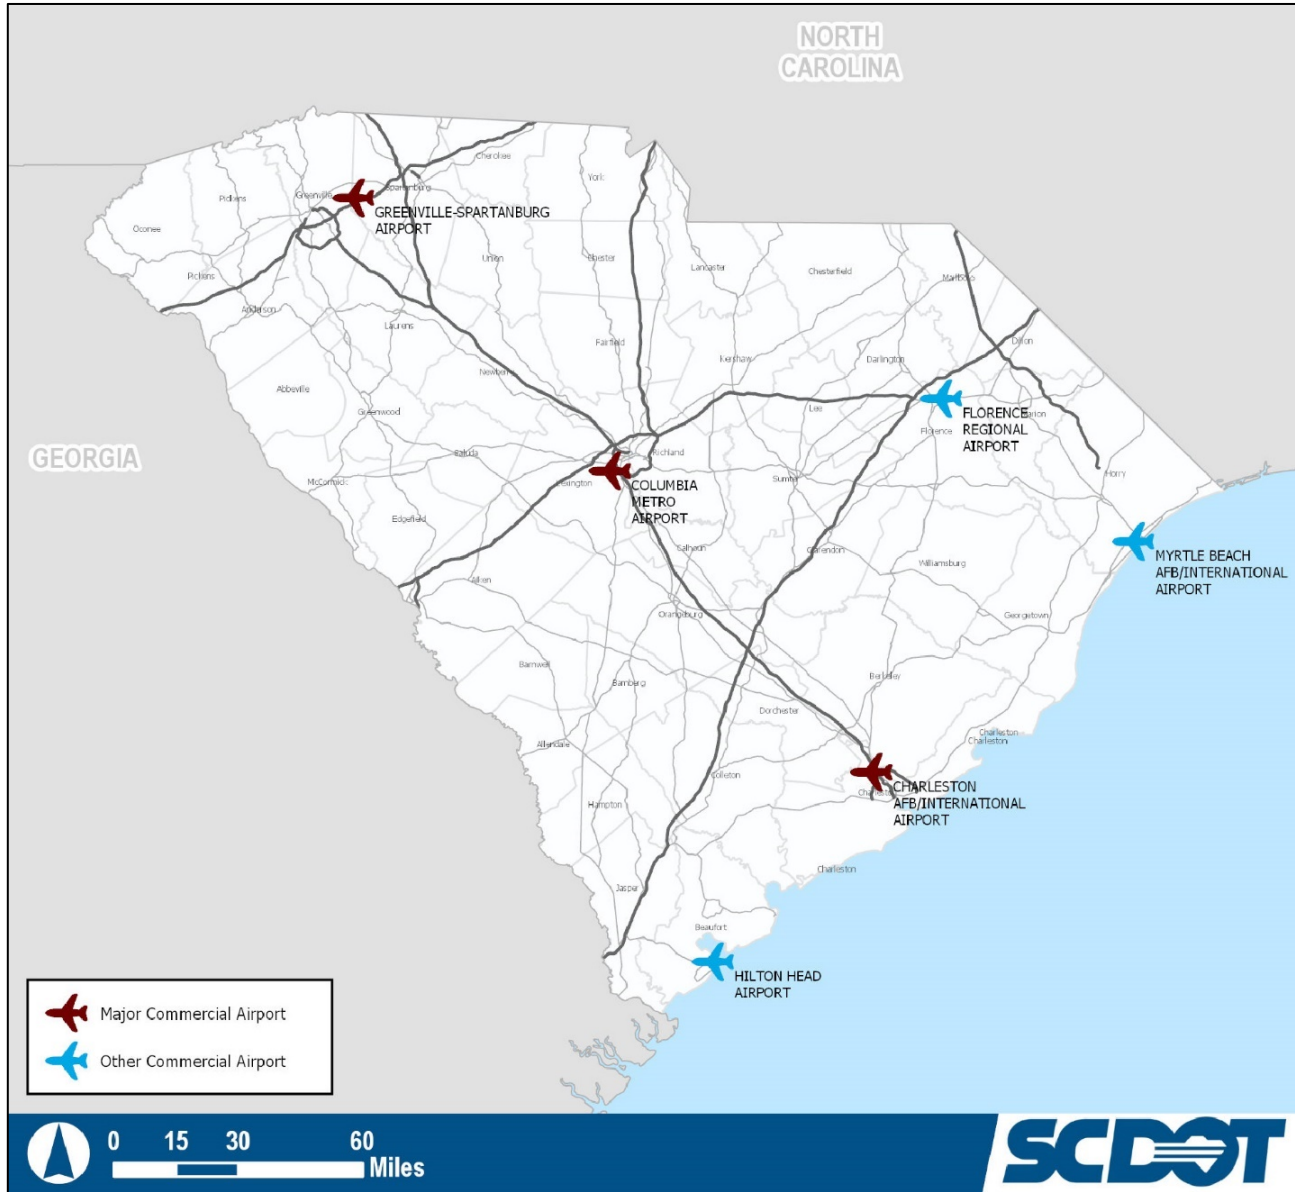 NORTH
CAROLINA
Cherokee
York
Spartanburg
Greenville
Pickens
GREENVILLE-SPARTANBURG
AIRPORT
Oconee
Union
Chester
Lancaster
Chesterfield
Marlboro
Pickens
Anderson
Laurens
Fairfield
Kershaw
Darlington
Dillon
Newberry
Abbeville
Greenwood
Lee
FLORENCE
REGIONAL
AIRPORT
Marion
Florence
GEORGIA
Saluda
Richland
McCormick
Lexington
COLUMBIA
METRO
AIRPORT
Sumter
Horry
Edgefield
Calhoun
Clarendon
Williamsburg
MYRTLE BEACH
AFB/INTERNATIONAL
AIRPORT
Aiken
Orangeburg
Georgetown
Barnwell
Bamberg
Berkeley
Dorchester
Charleston
Charleston
Allendale
Colleton
Hampton
Charleston
CHARLESTON
AFB/INTERNATIONAL
AIRPORT
Charleston
Jasper
Beaufort
HILTON HEAD
AIRPORT
Major Commercial Airport
Other Commercial Airport
0 15 30 60
Miles
SCDOT